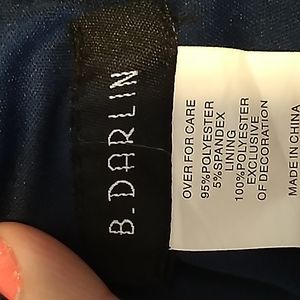 B.DARLIN
OVER FOR CARE
95%POLYESTER
5%SPANDEX
LINING
100%POLYESTER
EXCLUSIVE
OF DECORATION
MADE IN CHINA